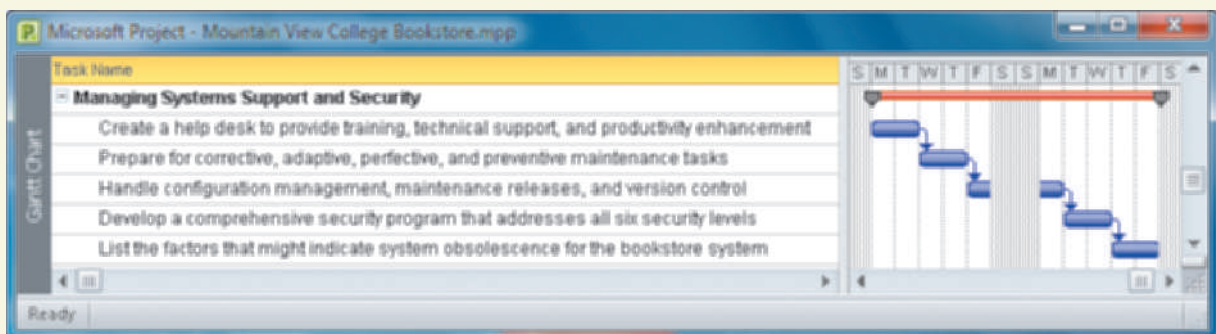 Microsoft Project - Mountain View College Bookstore.mpp
Task Name
S M T W T F S S M T W T F S
Managing Systems Support and Security
Create a help desk to provide training, technical support, and productivity enhancement
Prepare for corrective, adaptive, perfective, and preventive maintenance tasks
Handle configuration management, maintenance releases, and version control
Develop a comprehensive security program that addresses all six security levels
List the factors that might indicate system obsolescence for the bookstore system
Gantt Chart
Ready